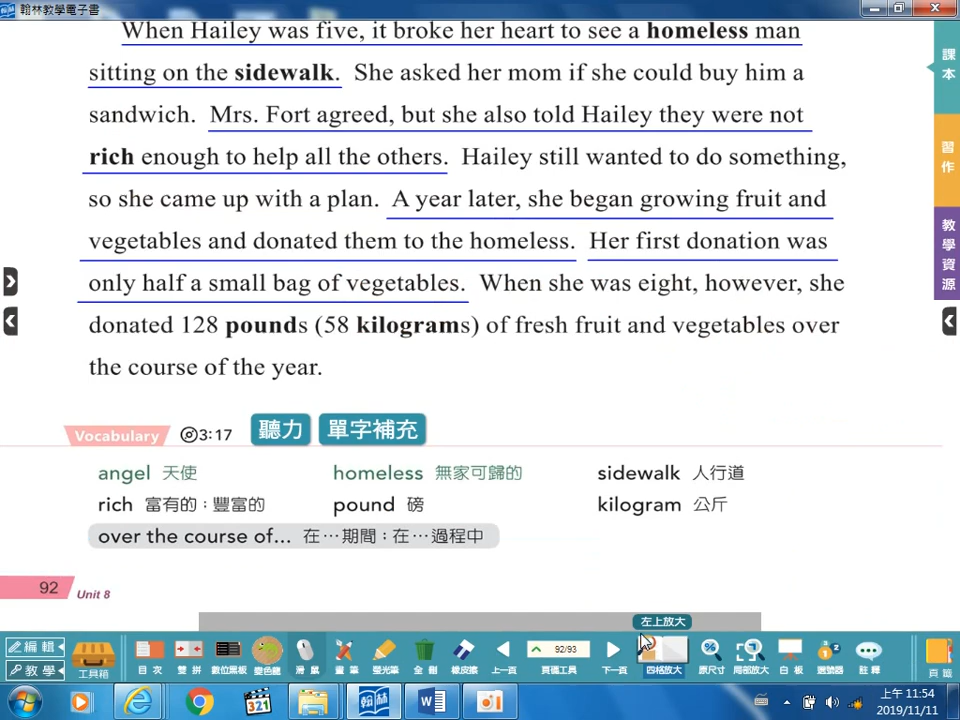 翰林教學電子書
When Hailey was five, it broke her heart to see a homeless man
sitting on the sidewalk. She asked her mom if she could buy him a
sandwich. Mrs. Fort agreed, but she also told Hailey they were not
rich enough to help all the others. Hailey still wanted to do something,
so she came up with a plan. A year later, she began growing fruit and
vegetables and donated them to the homeless. Her first donation was
only half a small bag of vegetables. When she was eight, however, she
donated 128 pounds (58 kilograms) of fresh fruit and vegetables over
the course of the year.
課本
習作
教學資源
Vocabulary 3:17 聽力 單字補充
angel 天使 homeless 無家可歸的 sidewalk 人行道
rich 富有的；豐富的 pound 磅 kilogram 公斤
over the course of... 在…期間；在…過程中
92 Unit 8
左上放大
編輯
教學
工具箱 目次 雙拼 數位黑板 變色龍 滑鼠 畫筆 螢光筆 全刪 橡皮擦 上一頁 92/93 頁碼工具 下一頁 四格放大 原尺寸 局部放大 白板 選號器 註釋 頁籤
321 翰林 W
上午 11:54
2019/11/11